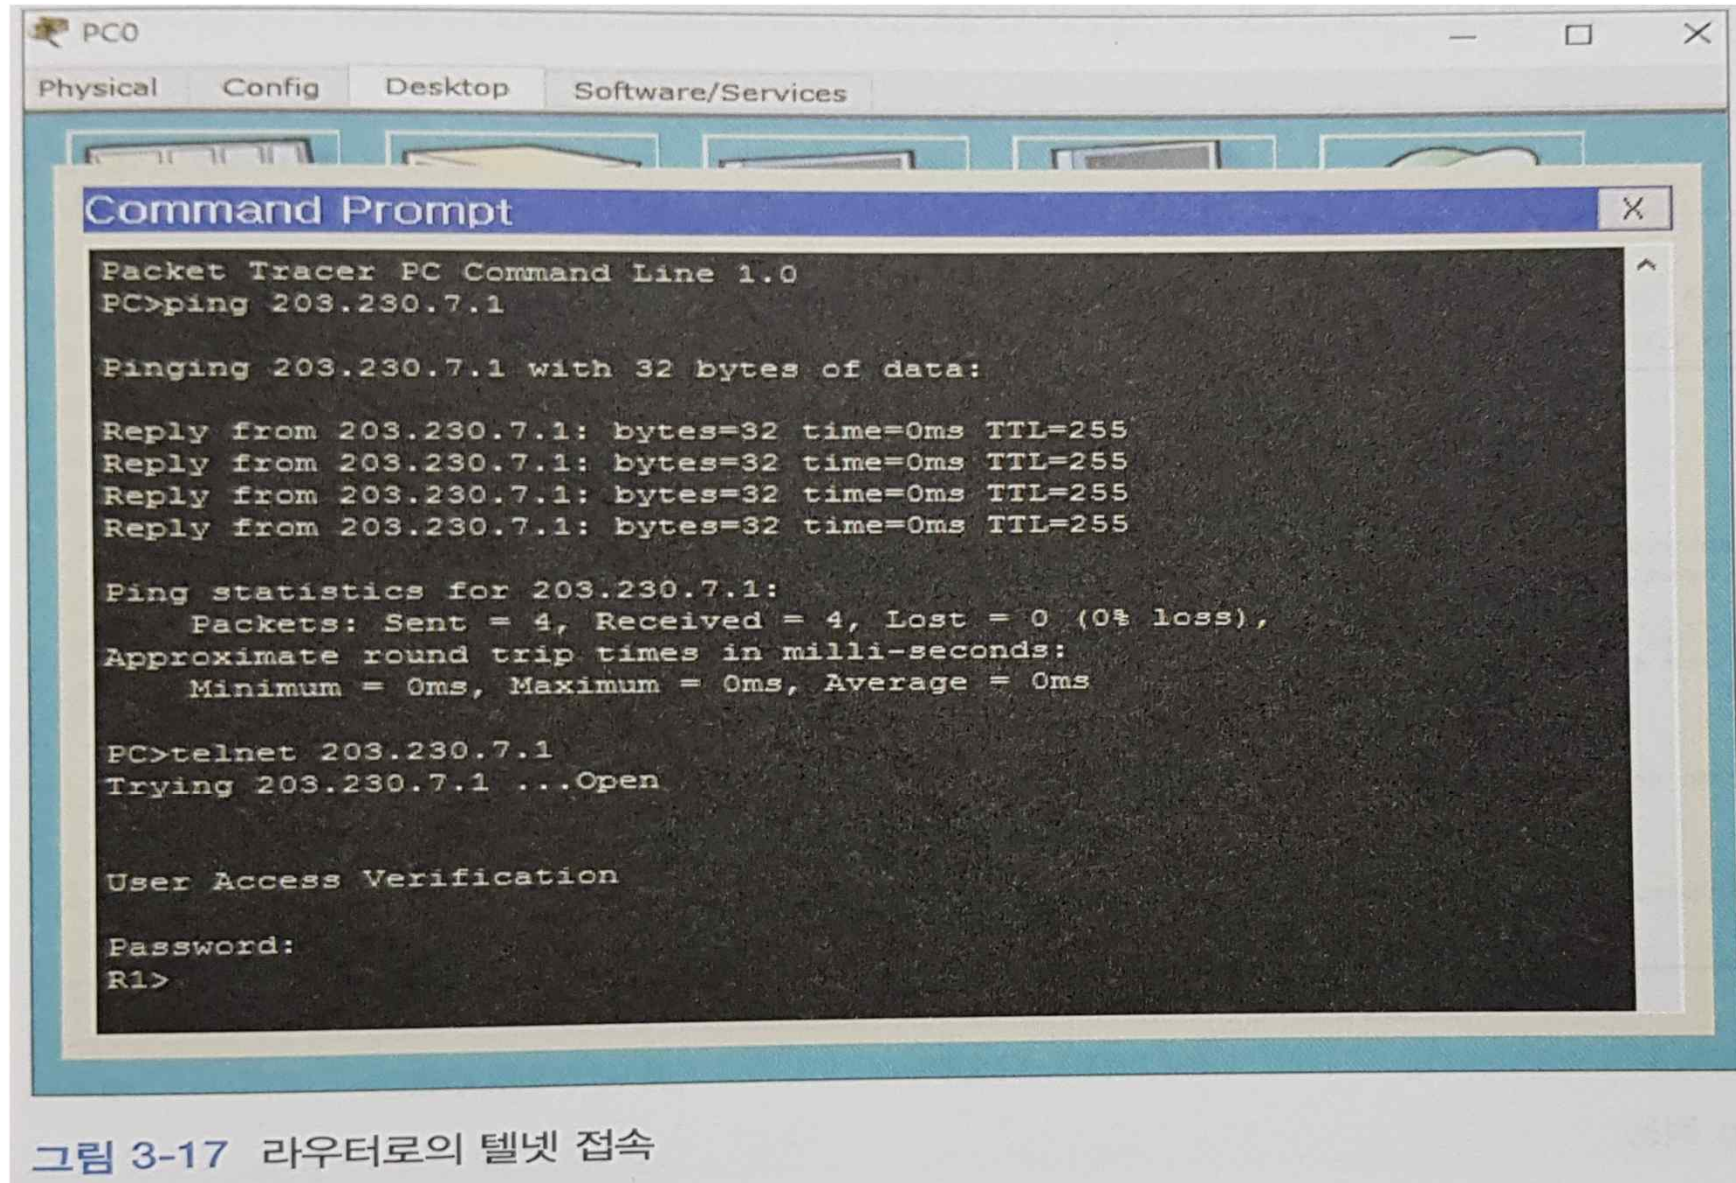 PC0
Physical Config Desktop Software/Services
Command Prompt X
Packet Tracer PC Command Line 1.0
PC>ping 203.230.7.1
Pinging 203.230.7.1 with 32 bytes of data:
Reply from 203.230.7.1: bytes=32 time=0ms TTL=255
Reply from 203.230.7.1: bytes=32 time=0ms TTL=255
Reply from 203.230.7.1: bytes=32 time=0ms TTL=255
Reply from 203.230.7.1: bytes=32 time=0ms TTL=255
Ping statistics for 203.230.7.1:
Packets: Sent = 4, Received = 4, Lost = 0 (0% loss),
Approximate round trip times in milli-seconds:
Minimum = 0ms, Maximum = 0ms, Average = 0ms
PC>telnet 203.230.7.1
Trying 203.230.7.1 ...Open
User Access Verification
Password:
R1>
그림 3-17 라우터로의 텔넷 접속